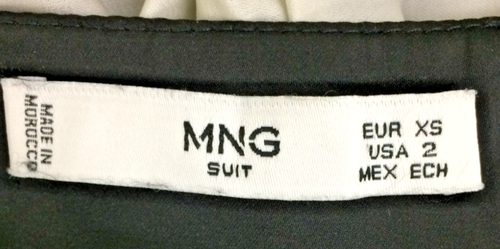 MADE IN
MOROCCO
MNG
SUIT
EUR XS
USA 2
MEX ECH